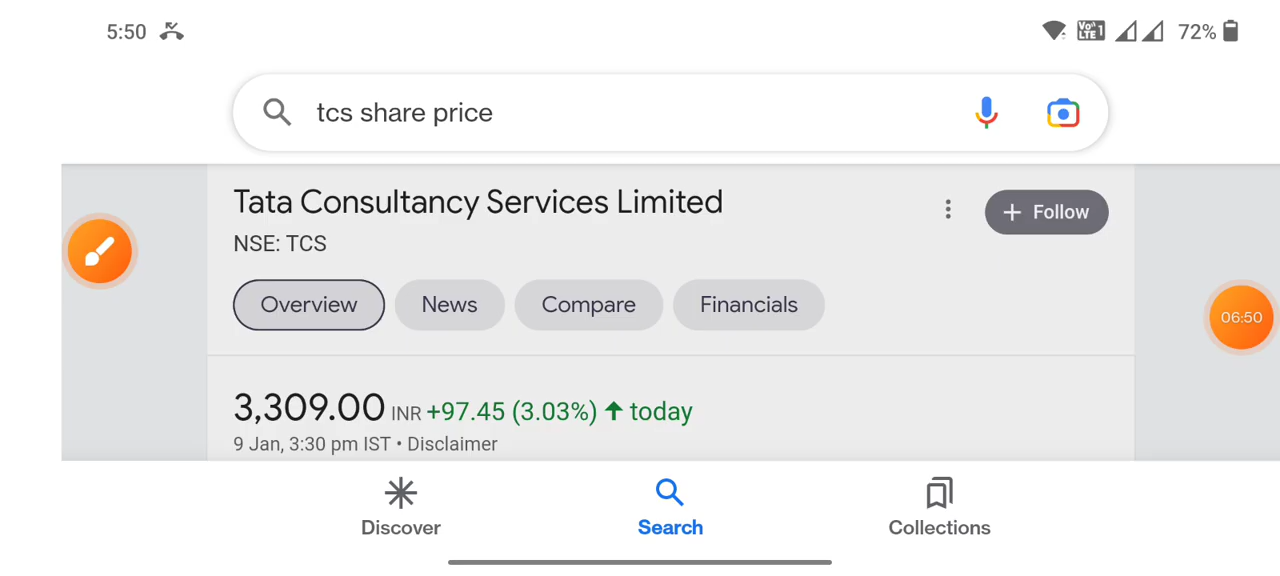 5:50 72%
tcs share price
Tata Consultancy Services Limited
+ Follow
NSE: TCS
Overview News Compare Financials
06:50
3,309.00 INR +97.45 (3.03%) ↑ today
9 Jan, 3:30 pm IST • Disclaimer
Discover Search Collections